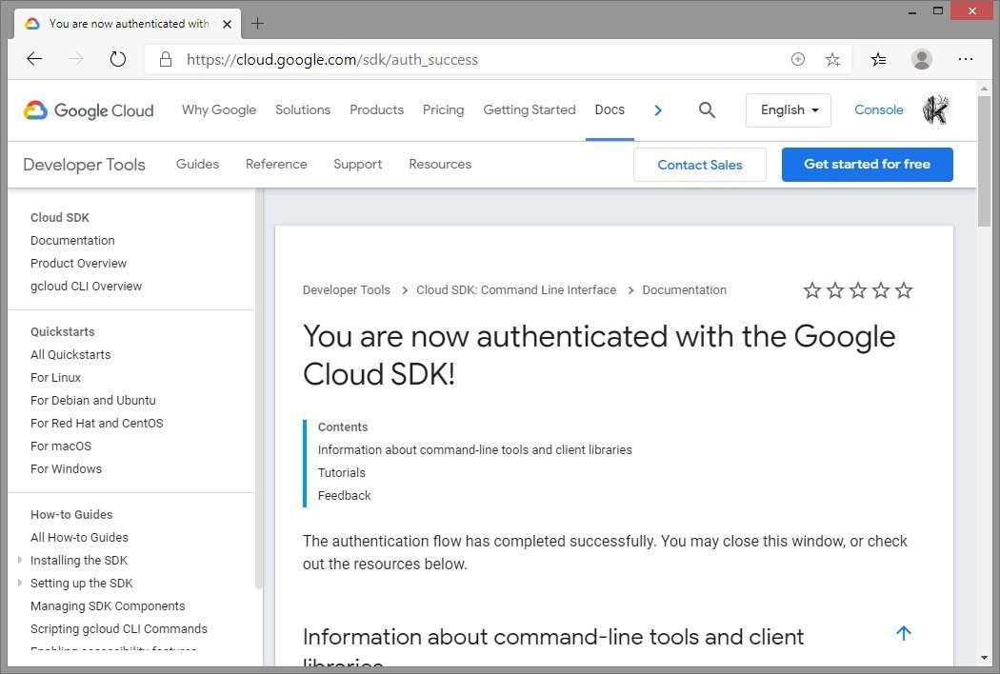 You are now authenticated with
https://cloud.google.com/sdk/auth_success
Google Cloud Why Google Solutions Products Pricing Getting Started Docs English Console
Developer Tools Guides Reference Support Resources Contact Sales Get started for free
Cloud SDK
Documentation
Product Overview
gcloud CLI Overview
Quickstarts
All Quickstarts
For Linux
For Debian and Ubuntu
For Red Hat and CentOS
For macOS
For Windows
How-to Guides
All How-to Guides
Installing the SDK
Setting up the SDK
Managing SDK Components
Scripting gcloud CLI Commands
Enabling accessibility features
Developer Tools > Cloud SDK: Command Line Interface > Documentation
You are now authenticated with the Google
Cloud SDK!
Contents
Information about command-line tools and client libraries
Tutorials
Feedback
The authentication flow has completed successfully. You may close this window, or check
out the resources below.
Information about command-line tools and client
libraries